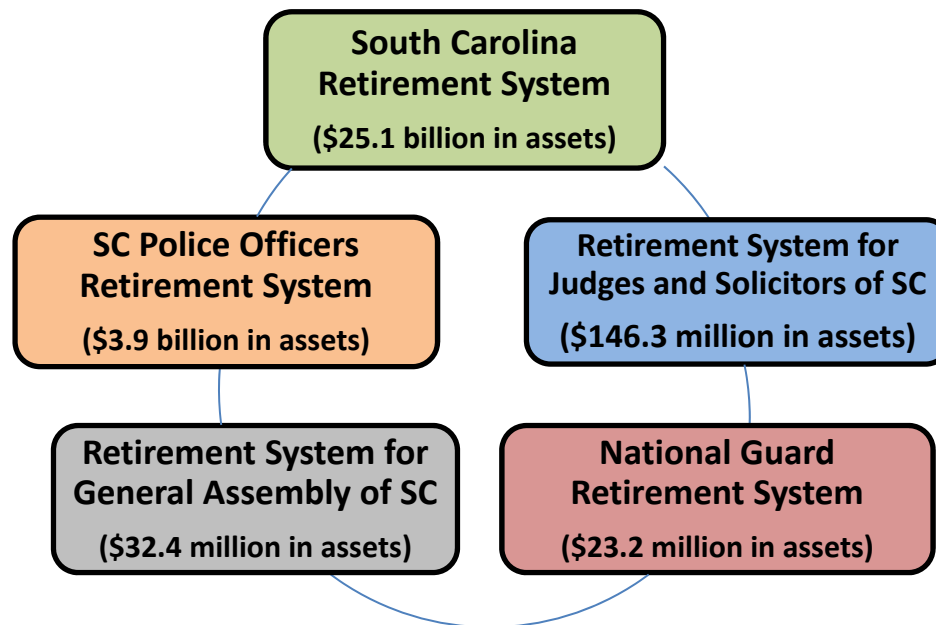 South Carolina
Retirement System
($25.1 billion in assets)
SC Police Officers
Retirement System
($3.9 billion in assets)
Retirement System for
Judges and Solicitors of SC
($146.3 million in assets)
Retirement System for
General Assembly of SC
($32.4 million in assets)
National Guard
Retirement System
($23.2 million in assets)